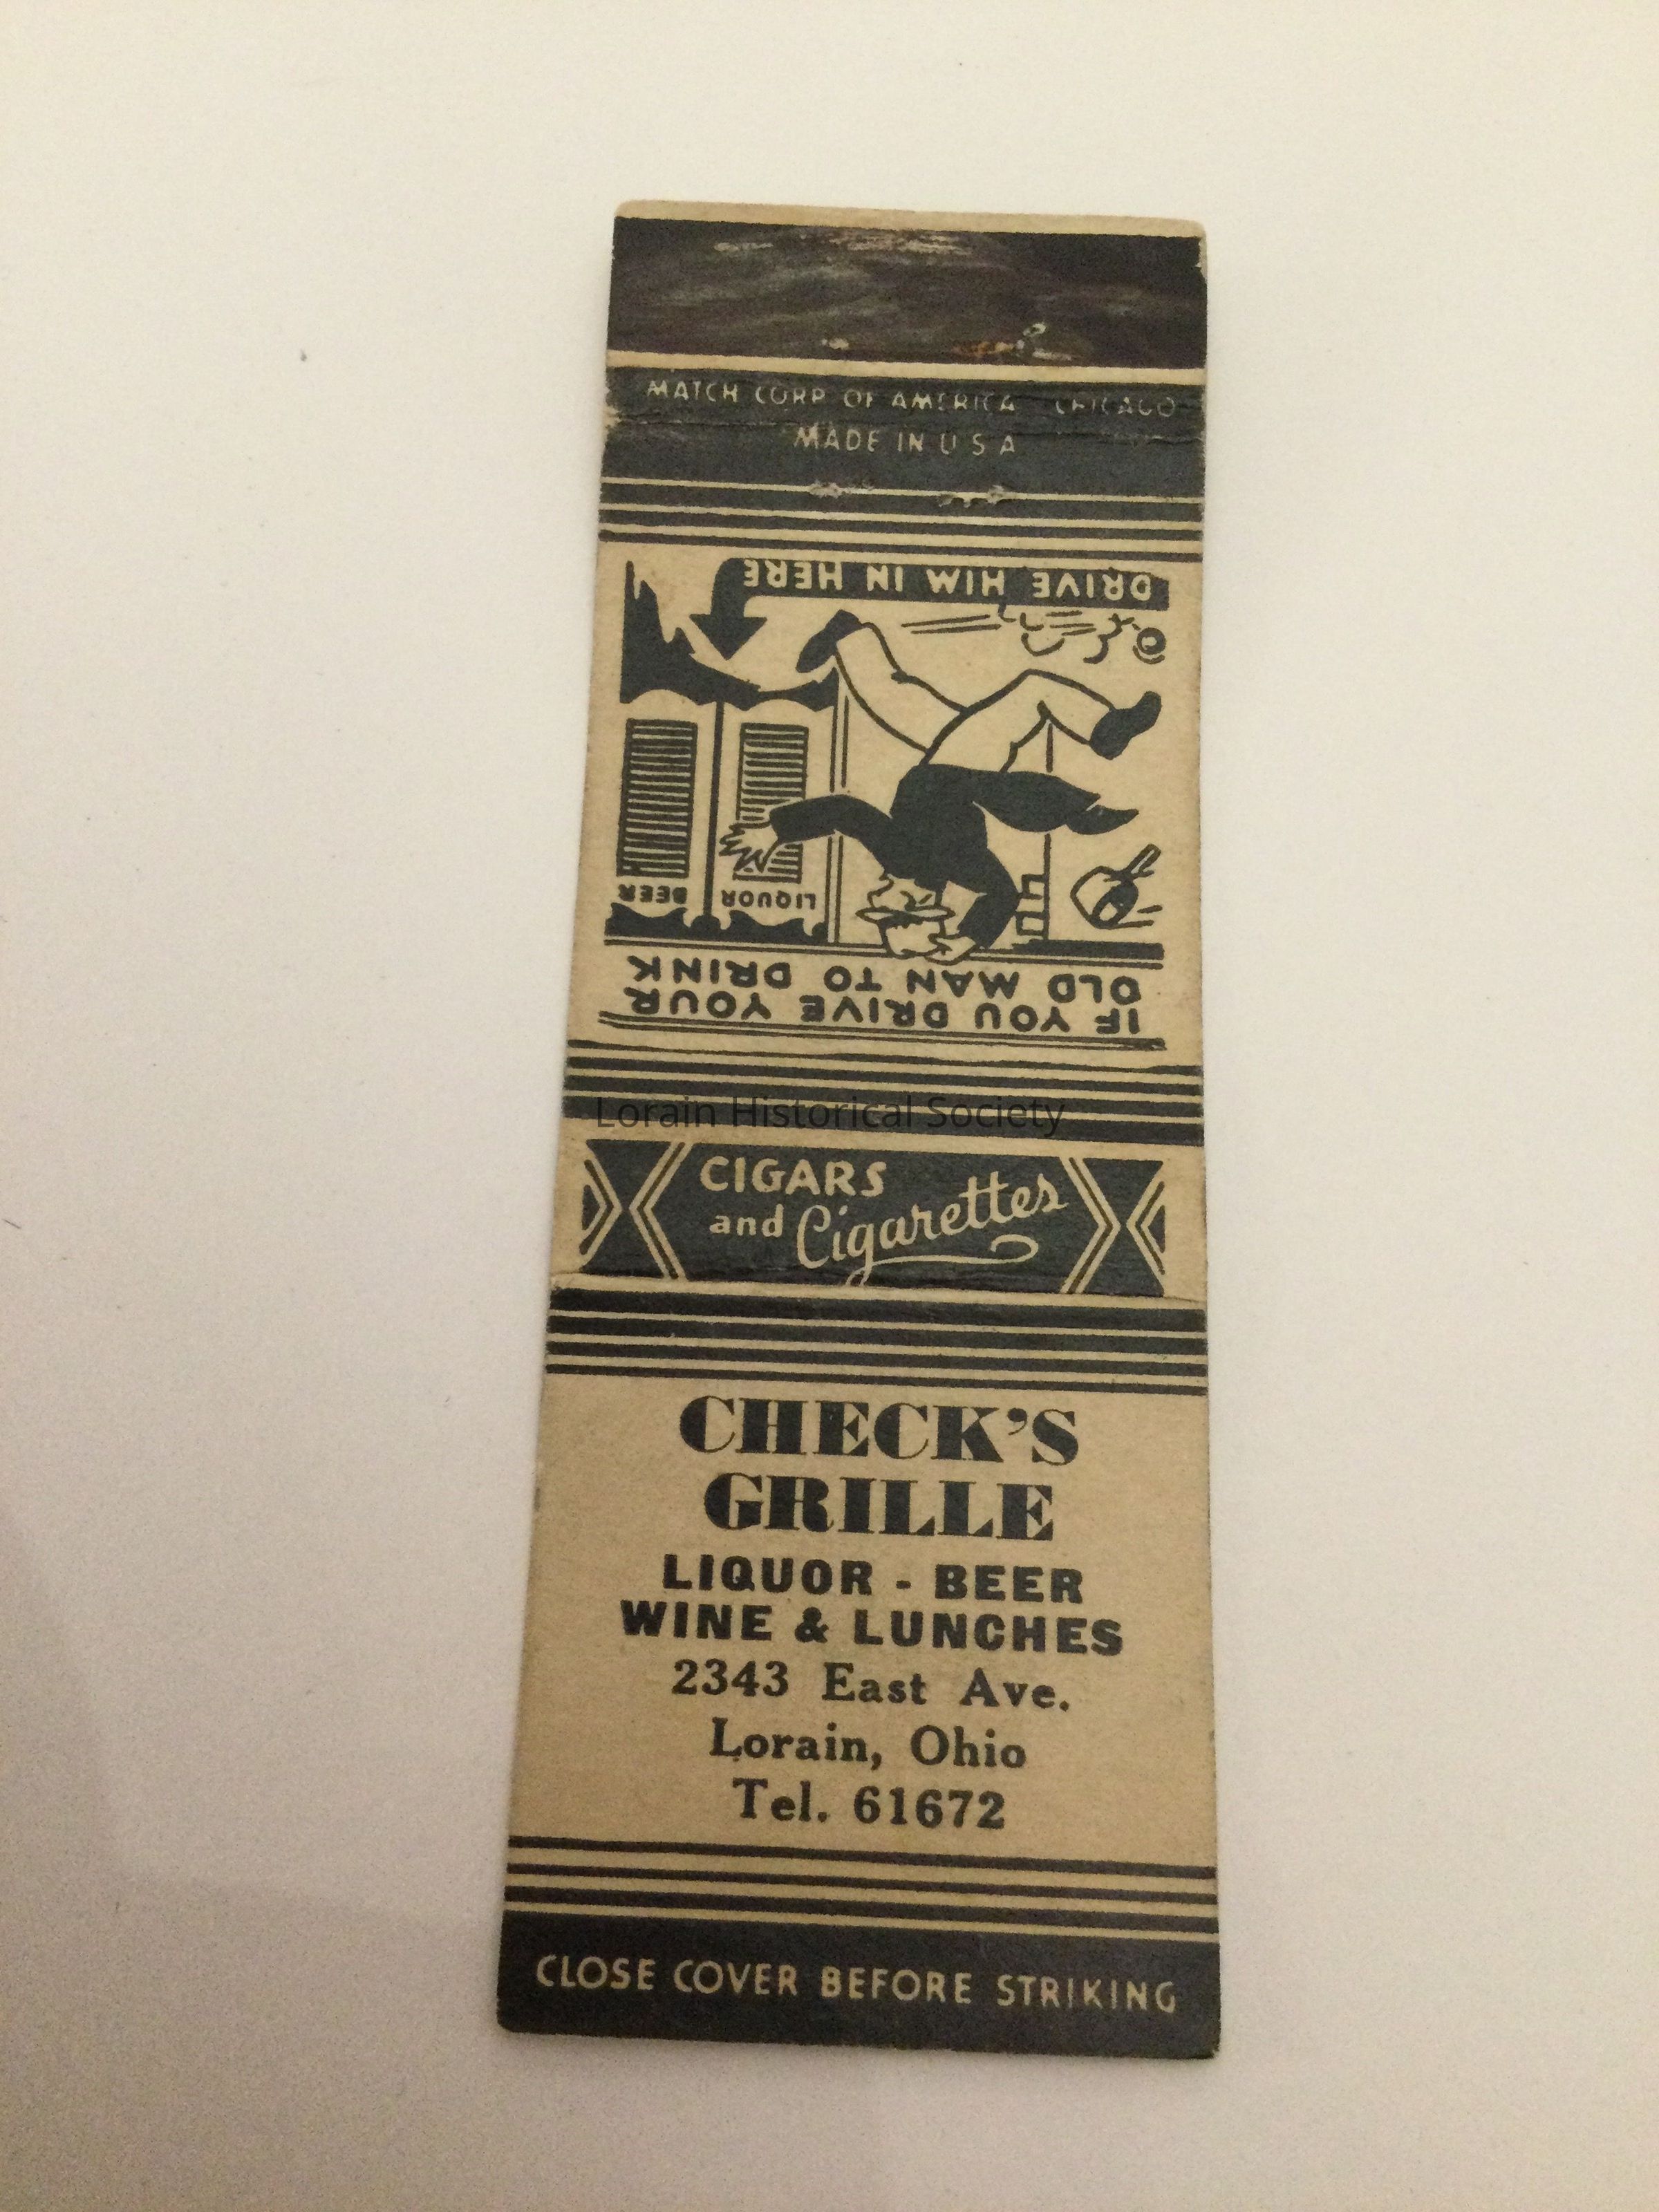 MATCH CORP OF AMERICA CHICAGO
MADE IN U S A
IF YOU DRIVE YOUR
OLD MAN TO DRINK
BEER
LIQUOR
DRIVE HIM IN HERE
Lorain Historical Society
CIGARS
and Cigarettes
CHECK'S
GRILLE
LIQUOR - BEER
WINE & LUNCHES
2343 East Ave.
Lorain, Ohio
Tel. 61672
CLOSE COVER BEFORE STRIKING